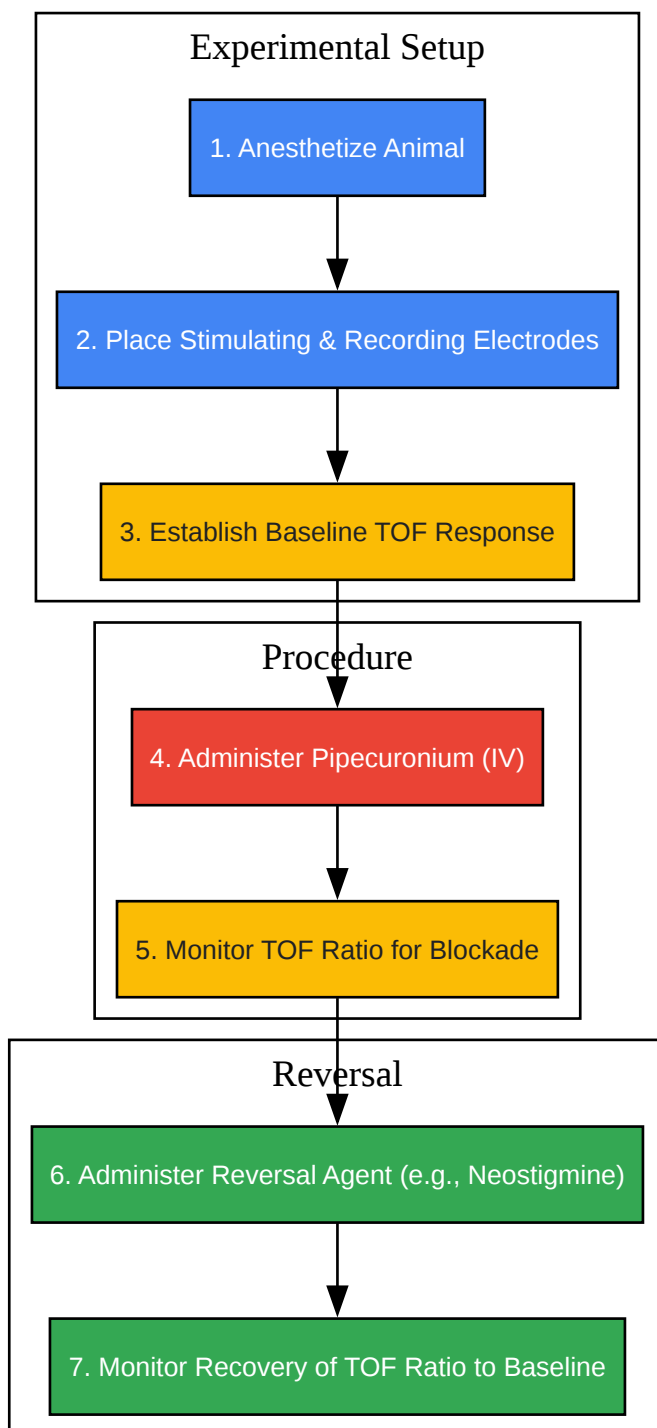 Experimental Setup
1. Anesthetize Animal
2. Place Stimulating & Recording Electrodes
3. Establish Baseline TOF Response
Procedure
4. Administer Pipecuronium (IV)
5. Monitor TOF Ratio for Blockade
Reversal
6. Administer Reversal Agent (e.g., Neostigmine)
7. Monitor Recovery of TOF Ratio to Baseline